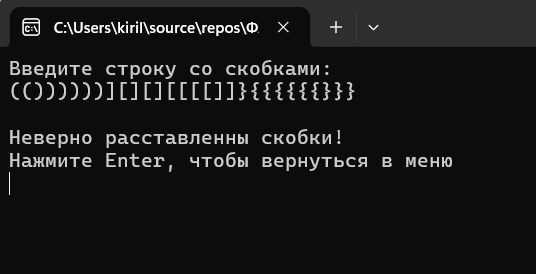 C:\Users\kiril\source\repos\Ф.
Введите строку со скобками:
(())))))][][][[[[]]}{{{{{{}}}
Неверно расставленны скобки!
Нажмите Enter, чтобы вернуться в меню